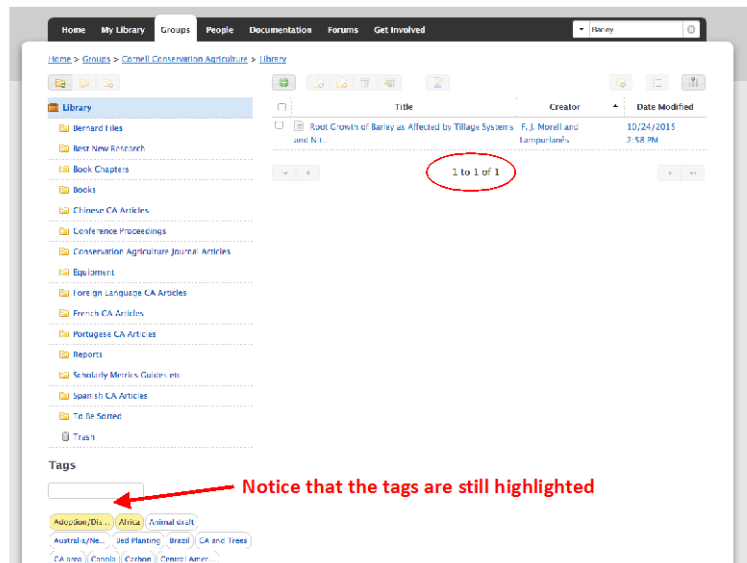 Home My Library Groups People Documentation Forums Get Involved Barley
Home > Groups > Cornell Conservation Agriculture > Library
Library
Title Creator Date Modified
Root Growth of Barley as Affected by Tillage Systems and Nit...
F. J. Morell and Lampurlanés...
10/24/2015 2:58 PM
1 to 1 of 1
Bernard Files
Best New Research
Book Chapters
Books
Chinese CA Articles
Conference Proceedings
Conservation Agriculture Journal Articles
Equipment
Foreign Language CA Articles
French CA Articles
Portugese CA Articles
Reports
Scholarly Metrics Guides etc
Spanish CA Articles
To Be Sorted
Trash
Tags
Notice that the tags are still highlighted
Adoption/Dis... Africa Animal draft
Australia/Ne... Bed Planting Brazil CA and Trees
CA area Canola Carbon Central Amer...